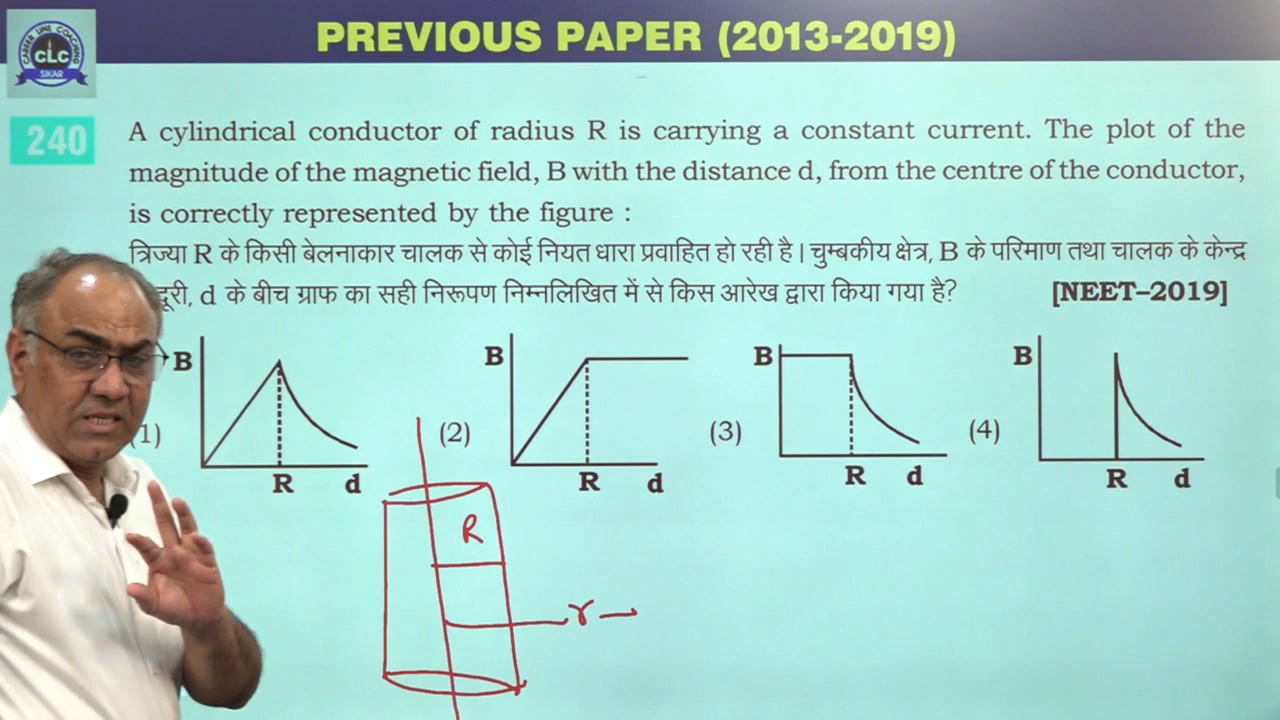 PREVIOUS PAPER (2013-2019)
CAREER LINE COACHING
CLC
SIKAR
240
A cylindrical conductor of radius R is carrying a constant current. The plot of the
magnitude of the magnetic field, B with the distance d, from the centre of the conductor,
is correctly represented by the figure :
त्रिज्या R के किसी बेलनाकार चालक से कोई नियत धारा प्रवाहित हो रही है। चुम्बकीय क्षेत्र, B के परिमाण तथा चालक के केन्द्र
दूरी, d के बीच ग्राफ का सही निरूपण निम्नलिखित में से किस आरेख द्वारा किया गया है? [NEET–2019]
(1) B R d
(2) B R d
(3) B R d
(4) B R d
R
r